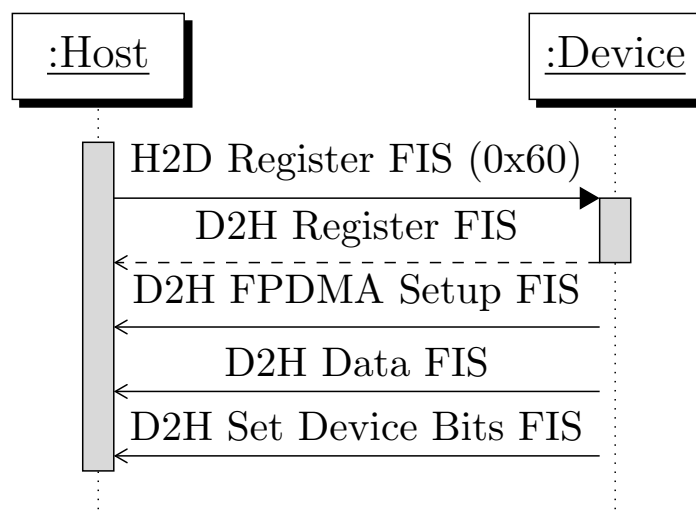 :Host
:Device
H2D Register FIS (0x60)
D2H Register FIS
D2H FPDMA Setup FIS
D2H Data FIS
D2H Set Device Bits FIS